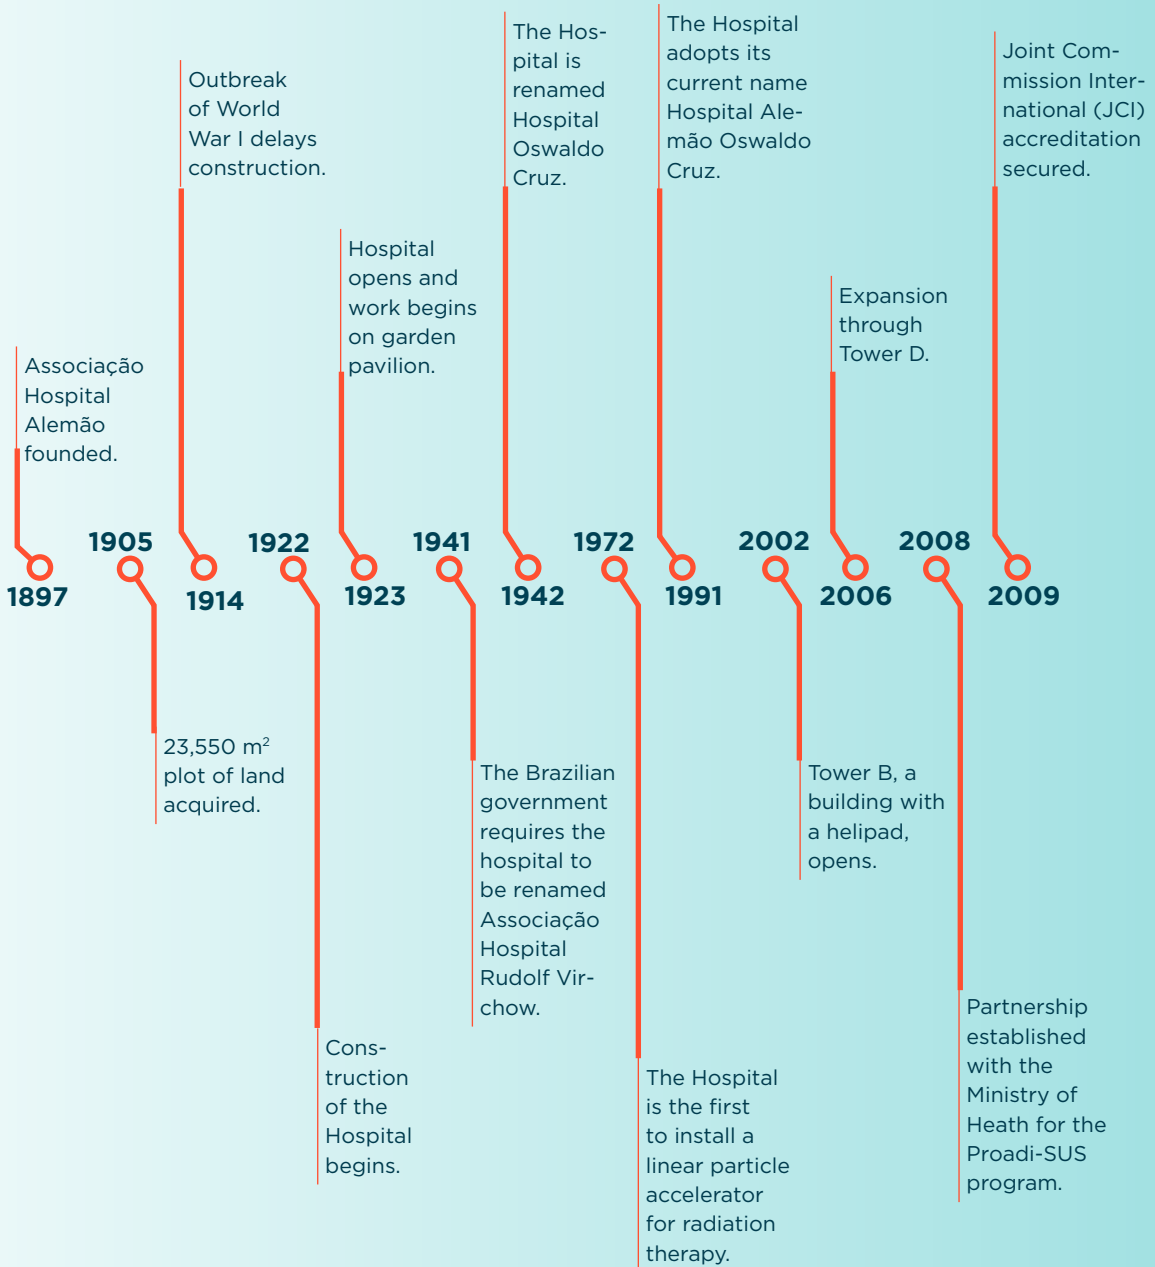 1897
Associação
Hospital
Alemão
founded.
1905
23,550 m²
plot of land
acquired.
1914
Outbreak
of World
War I delays
construction.
1922
Cons-
truction
of the
Hospital
begins.
1923
Hospital
opens and
work begins
on garden
pavilion.
1941
The Brazilian
government
requires the
hospital to
be renamed
Associação
Hospital
Rudolf Vir-
chow.
1942
The Hos-
pital is
renamed
Hospital
Oswaldo
Cruz.
1972
The Hospital
is the first
to install a
linear particle
accelerator
for radiation
therapy.
1991
The Hospital
adopts its
current name
Hospital Ale-
mão Oswaldo
Cruz.
2002
Tower B, a
building with
a helipad,
opens.
2006
Expansion
through
Tower D.
2008
Partnership
established
with the
Ministry of
Heath for the
Proadi-SUS
program.
2009
Joint Com-
mission Inter-
national (JCI)
accreditation
secured.